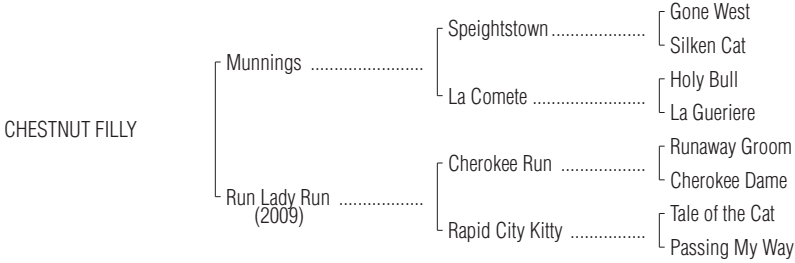 Gone West
Speightstown ....................
Silken Cat
Munnings ........................
Holy Bull
La Comete ........................
La Gueriere
CHESTNUT FILLY
Runaway Groom
Cherokee Run ..................
Cherokee Dame
Run Lady Run ..................
(2009)
Tale of the Cat
Rapid City Kitty ................
Passing My Way